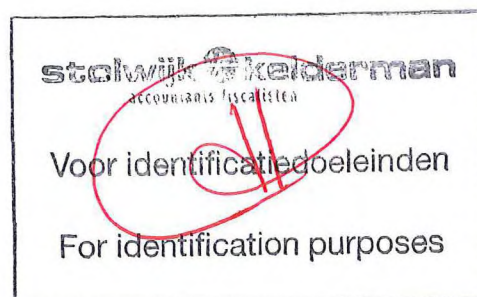 stolwijk kelderman
accountants fiscalisten
Voor identificatiedoeleinden
For identification purposes